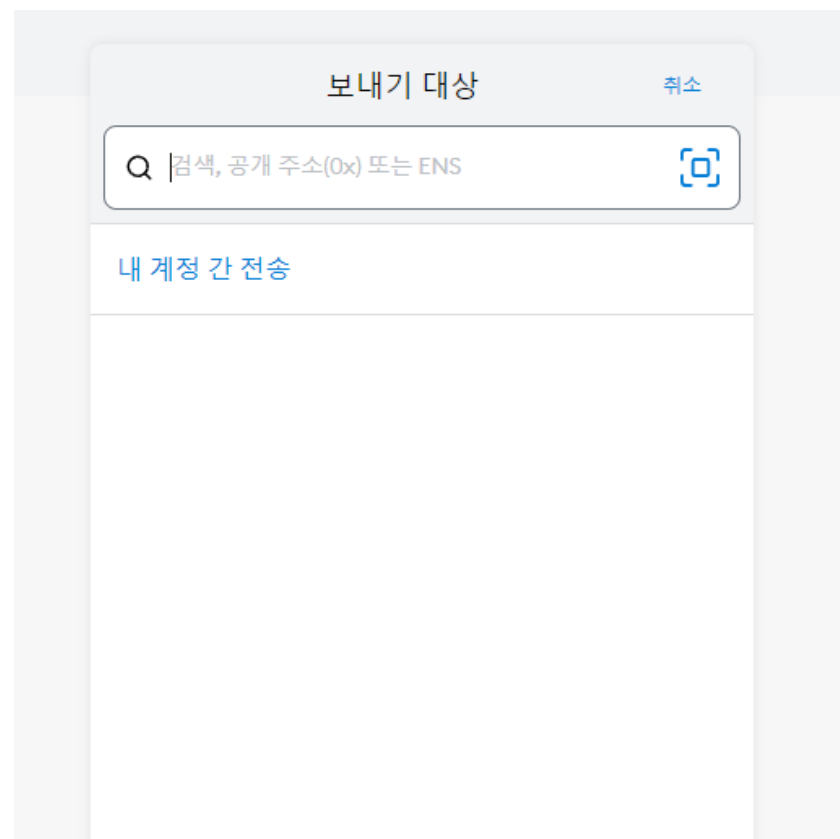 보내기 대상
취소
검색, 공개 주소(0x) 또는 ENS
내 계정 간 전송